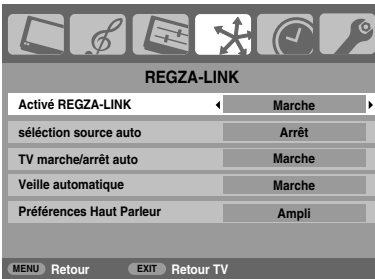 REGZA-LINK
Activé REGZA-LINK Marche
séléction source auto Arrêt
TV marche/arrêt auto Marche
Veille automatique Marche
Préférences Haut Parleur Ampli
MENU Retour EXIT Retour TV